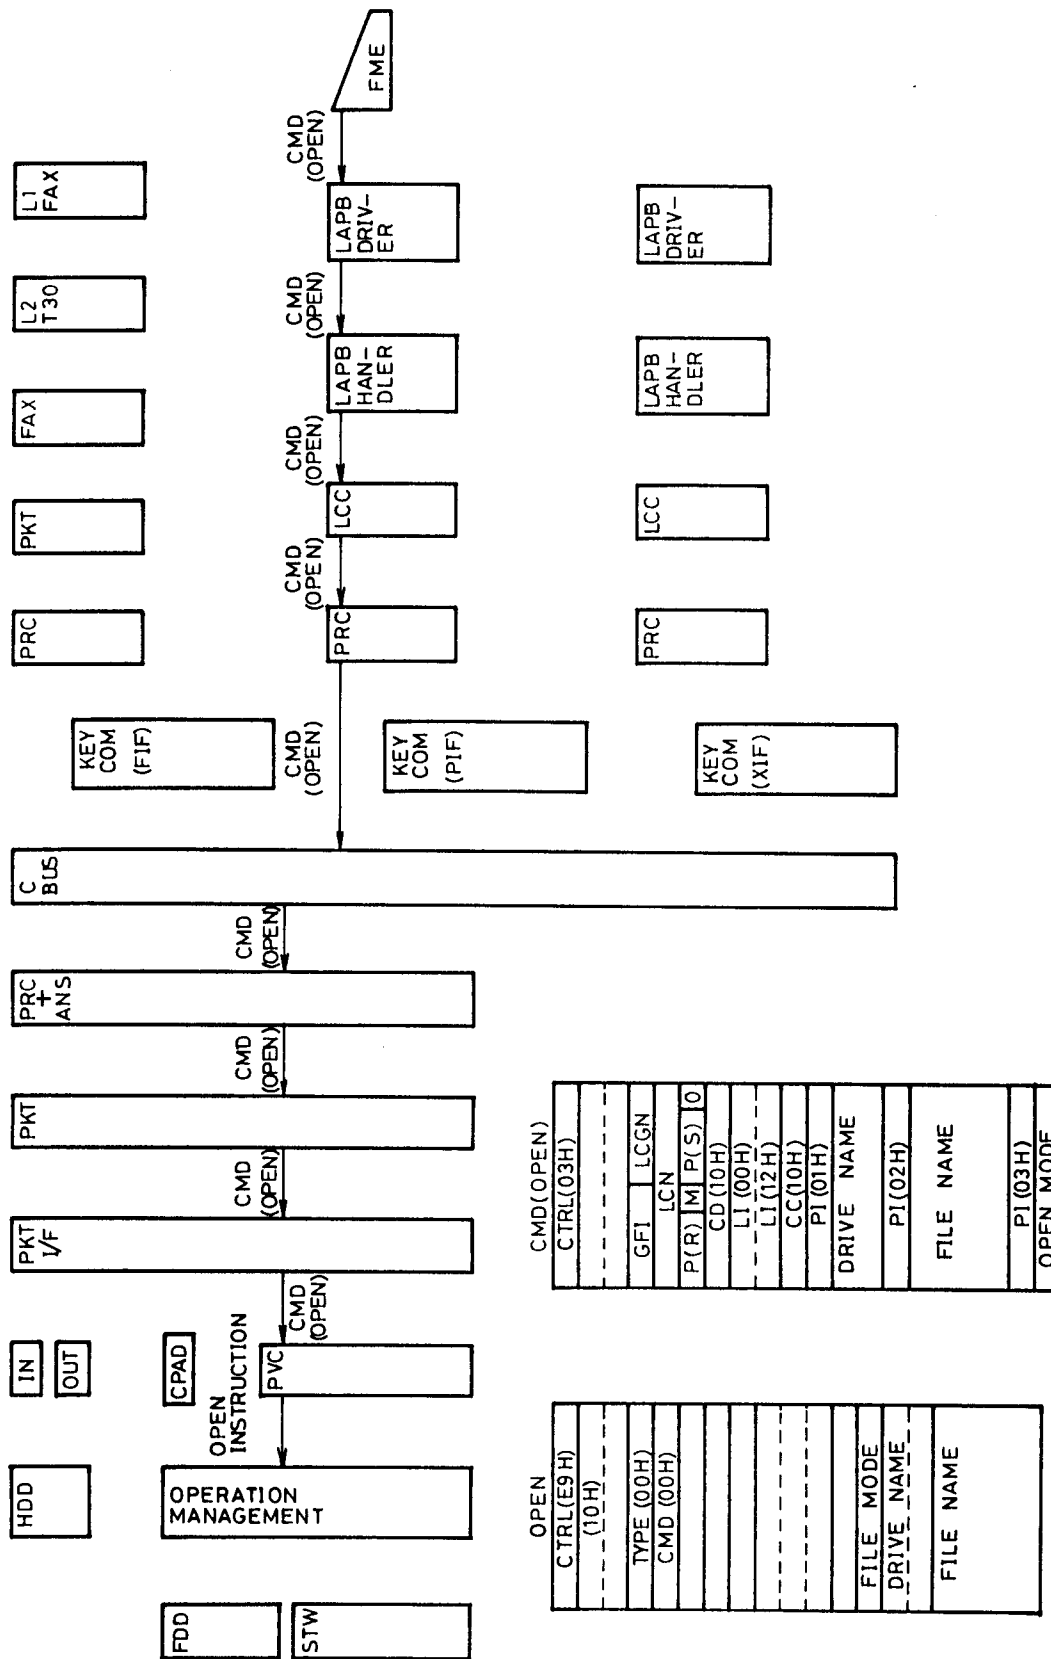 FDD
STW
HDD
OPERATION
MANAGEMENT
OPEN
INSTRUCTION
IN
OUT
CPAD
PVC
CMD
(OPEN)
PKT
I/F
CMD
(OPEN)
PKT
CMD
(OPEN)
PRC
+
ANS
CMD
(OPEN)
C
BUS
KEY
COM
(FIF)
CMD
(OPEN)
KEY
COM
(PIF)
KEY
COM
(XIF)
PRC
PRC
PRC
CMD
(OPEN)
PKT
LCC
LCC
CMD
(OPEN)
FAX
LAPB
HAN-
DLER
LAPB
HAN-
DLER
CMD
(OPEN)
L2
T30
LAPB
DRIV-
ER
LAPB
DRIV-
ER
CMD
(OPEN)
L1
FAX
FME
OPEN
CTRL(E9H)
(10H)
TYPE(00H)
CMD(00H)
FILE MODE
DRIVE NAME
FILE NAME
CMD(OPEN)
CTRL(03H)
GFI LCGN
LCN
P(R) M P(S) 0
CD(10H)
LI(00H)
LI(12H)
CC(10H)
PI(01H)
DRIVE NAME
PI(02H)
FILE NAME
PI(03H)
OPEN MODE